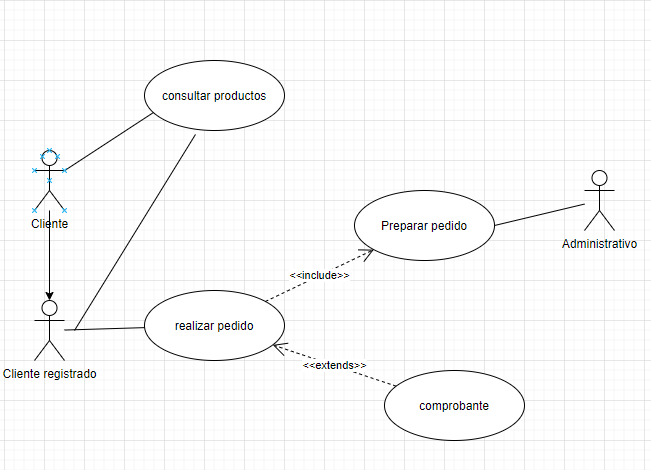 consultar productos
Cliente
Preparar pedido
Administrativo
<<include>>
realizar pedido
Cliente registrado
<<extends>>
comprobante